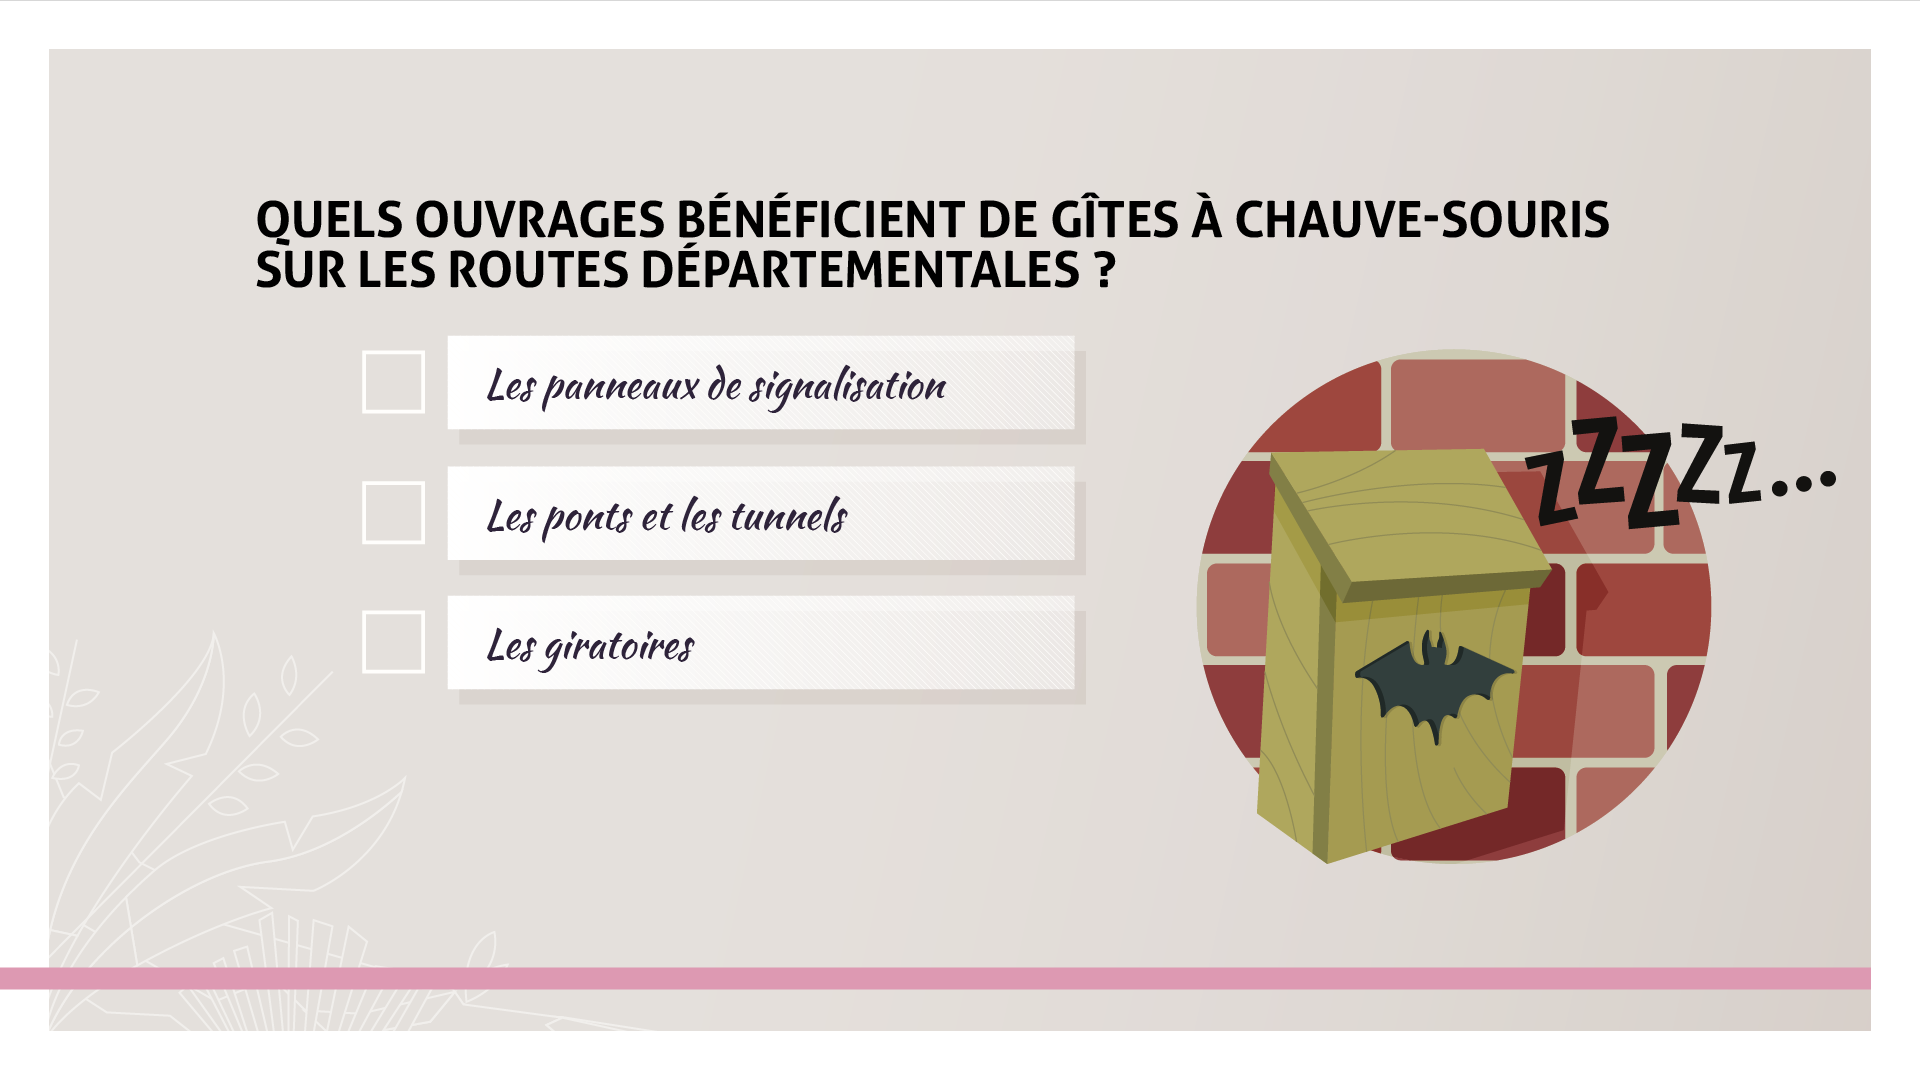 QUELS OUVRAGES BÉNÉFICIENT DE GÎTES À CHAUVE-SOURIS
SUR LES ROUTES DÉPARTEMENTALES ?
Les panneaux de signalisation
Les ponts et les tunnels
Les giratoires
ZZZZZ...